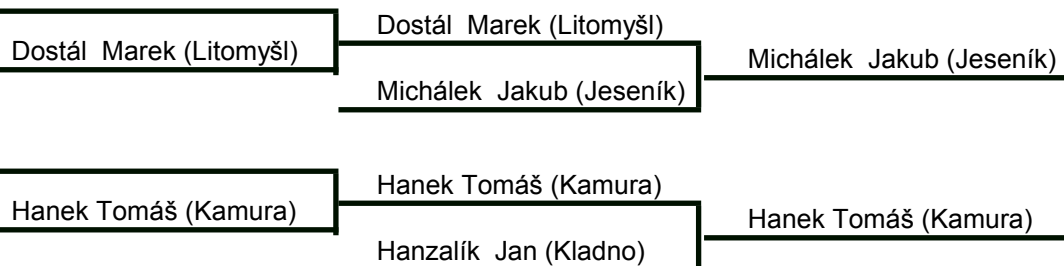 Dostál  Marek (Litomyšl)
Dostál  Marek (Litomyšl)
Michálek  Jakub (Jeseník)
Michálek  Jakub (Jeseník)
Hanek Tomáš (Kamura)
Hanek Tomáš (Kamura)
Hanzalík  Jan (Kladno)
Hanek Tomáš (Kamura)